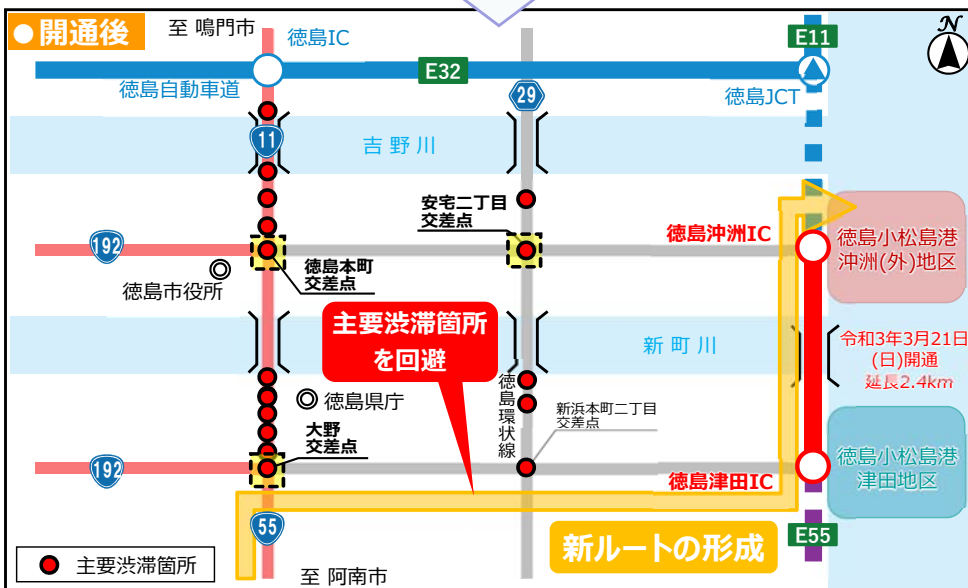 ●開通後
至 鳴門市
徳島IC
E11
N
徳島自動車道
E32
29
徳島JCT
11
吉野川
安宅二丁目
交差点
192
徳島沖洲IC
徳島本町
交差点
徳島市役所
徳島小松島港
沖洲(外)地区
主要渋滞箇所
を回避
新町川
令和3年3月21日
(日)開通
延長2.4km
徳島県庁
徳島環状線
新浜本町二丁目
交差点
大野
交差点
192
徳島津田IC
徳島小松島港
津田地区
55
新ルートの形成
E55
主要渋滞箇所
至 阿南市